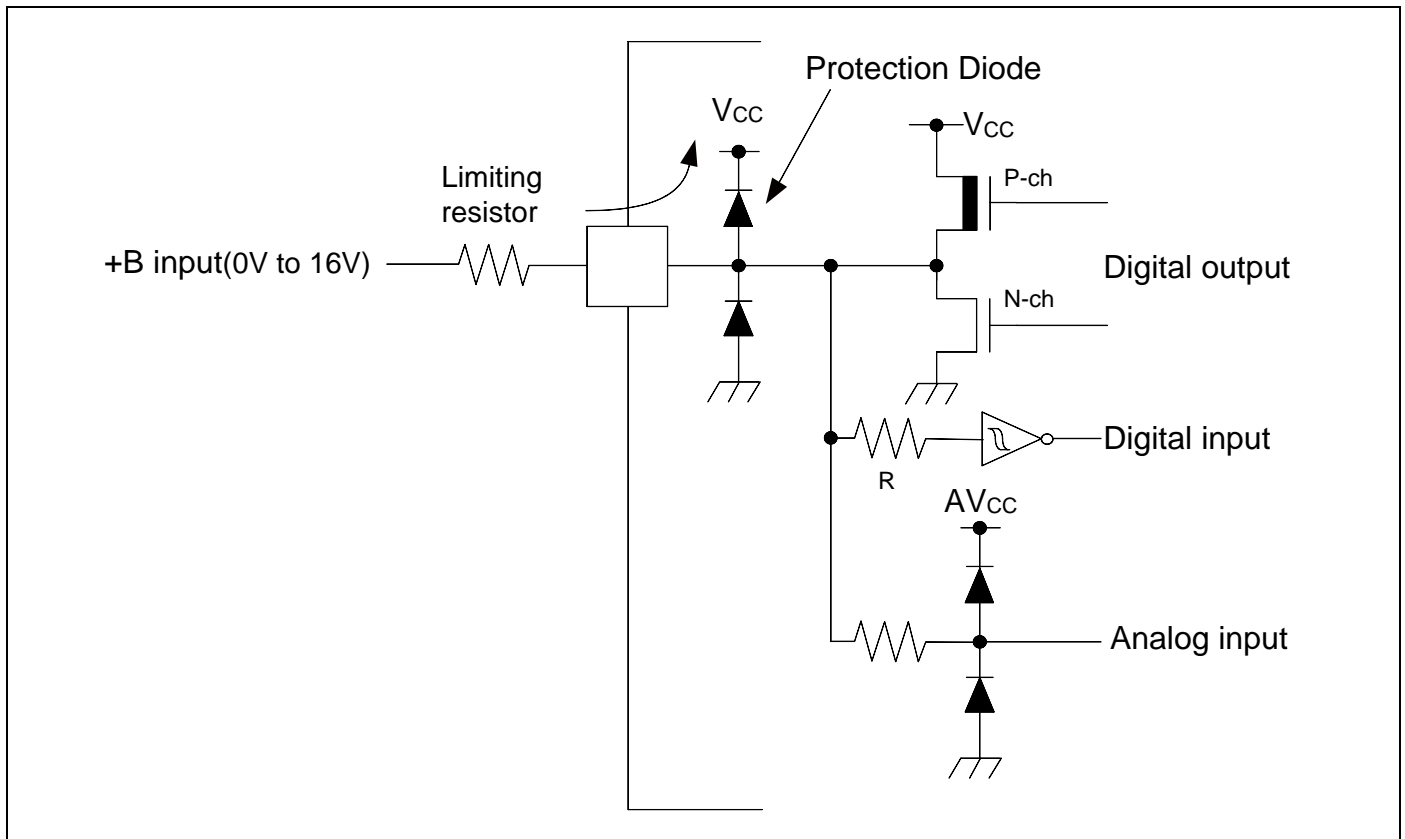 Protection Diode
VCC
VCC
P-ch
Limiting
resistor
+B input(0V to 16V)
Digital output
N-ch
Digital input
R
AVCC
Analog input